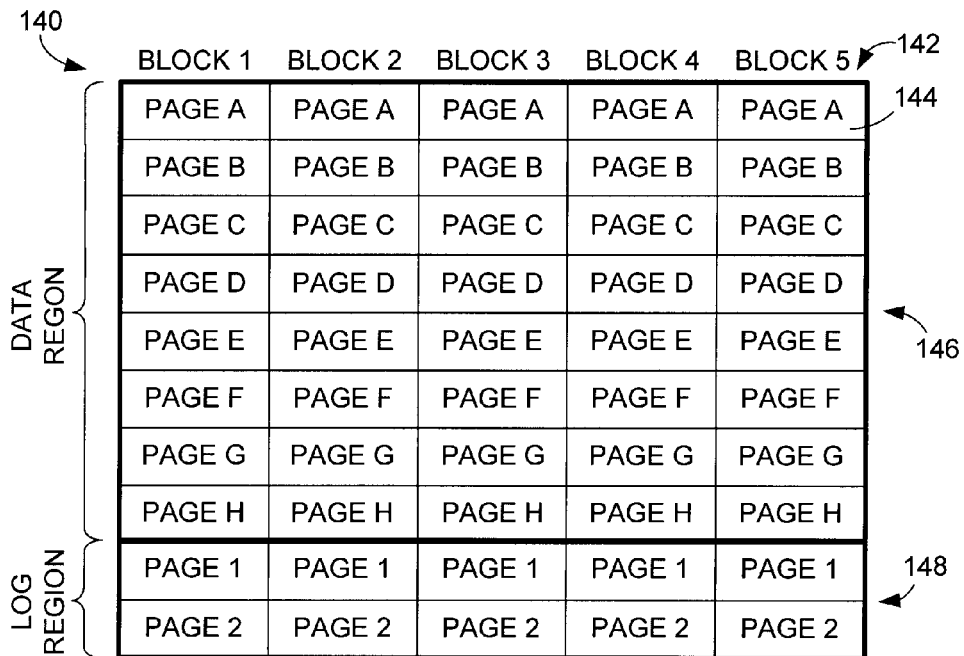 140
142
BLOCK 1 BLOCK 2 BLOCK 3 BLOCK 4 BLOCK 5
PAGE A PAGE A PAGE A PAGE A PAGE A
144
PAGE B PAGE B PAGE B PAGE B PAGE B
PAGE C PAGE C PAGE C PAGE C PAGE C
PAGE D PAGE D PAGE D PAGE D PAGE D
PAGE E PAGE E PAGE E PAGE E PAGE E
PAGE F PAGE F PAGE F PAGE F PAGE F
PAGE G PAGE G PAGE G PAGE G PAGE G
PAGE H PAGE H PAGE H PAGE H PAGE H
DATA
REGON
146
PAGE 1 PAGE 1 PAGE 1 PAGE 1 PAGE 1
PAGE 2 PAGE 2 PAGE 2 PAGE 2 PAGE 2
LOG
REGION
148